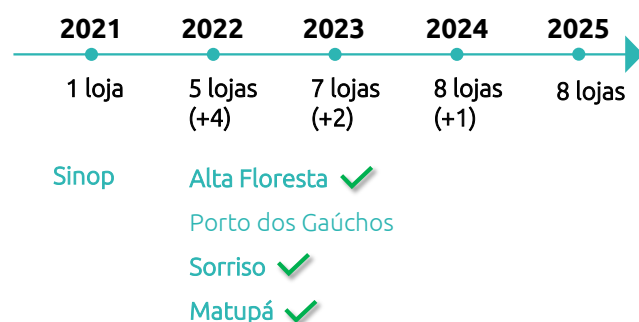 2021 2022 2023 2024 2025
1 loja 5 lojas 7 lojas 8 lojas 8 lojas
(+4) (+2) (+1)
Sinop Alta Floresta
Porto dos Gaúchos
Sorriso
Matupá